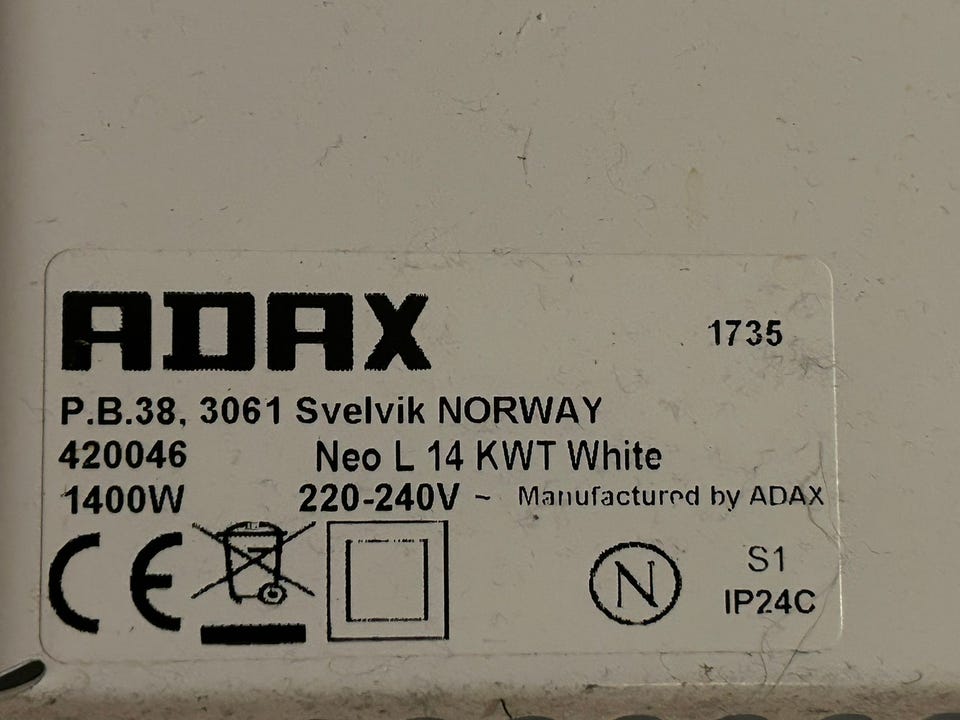 ADAX 1735
P.B.38, 3061 Svelvik NORWAY
420046 Neo L 14 KWT White
1400W 220-240V ~ Manufactured by ADAX
CE N S1
IP24C